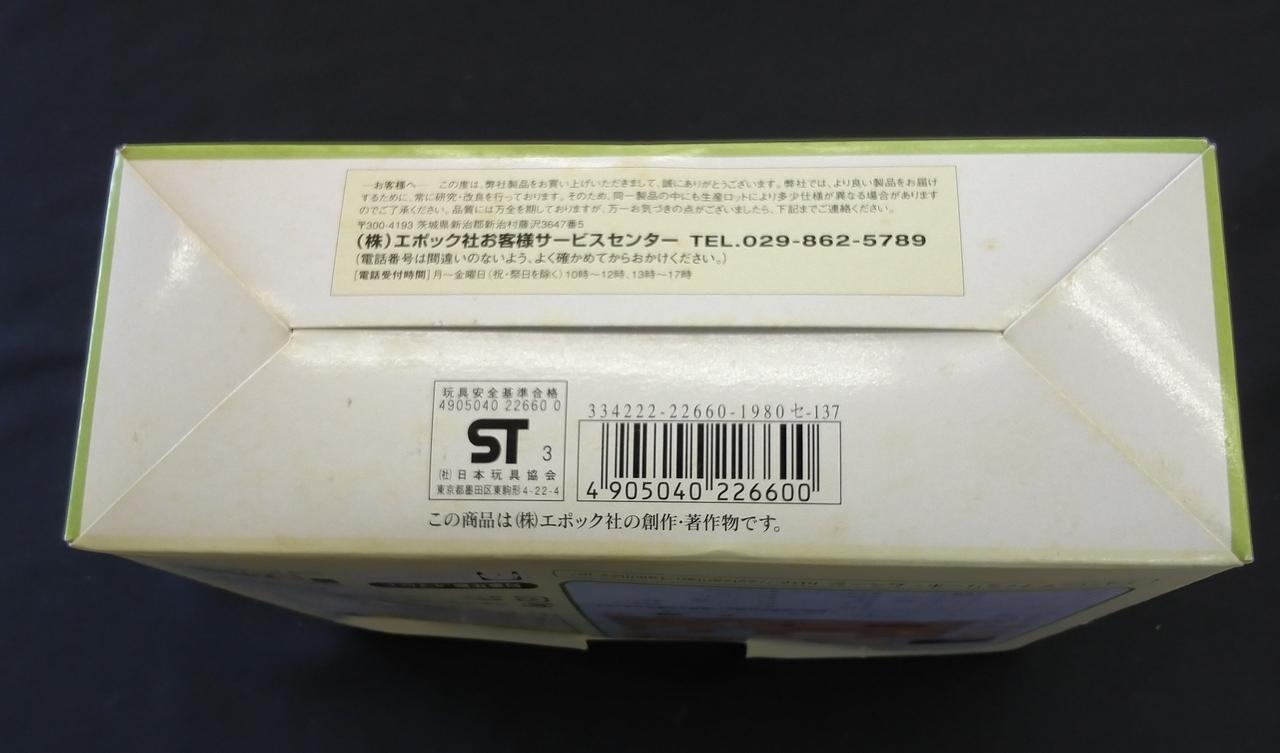 ―お客様へ― この度は、弊社製品をお買い上げいただきまして、誠にありがとうございます。弊社では、より良い製品をお届け
するために、常に研究・改良を行っております。そのため、同一製品の中にも生産ロットにより多少仕様が異なる場合があります
のでご了承ください。品質には万全を期しておりますが、万一お気づきの点がございましたら、下記までご連絡ください。
〒300-4193 茨城県新治郡新治村藤沢3647番5
(株)エポック社お客様サービスセンター TEL.029-862-5789
(電話番号は間違いのないよう、よく確かめてからおかけください。)
[電話受付時間]月〜金曜日(祝・祭日を除く)10時〜12時、13時〜17時
玩具安全基準合格
4905040 22660 0
ST 3
(社)日本玩具協会
東京都墨田区東駒形4-22-4
334222-22660-1980 セ-137
4 905040 226600
この商品は(株)エポック社の創作・著作物です。